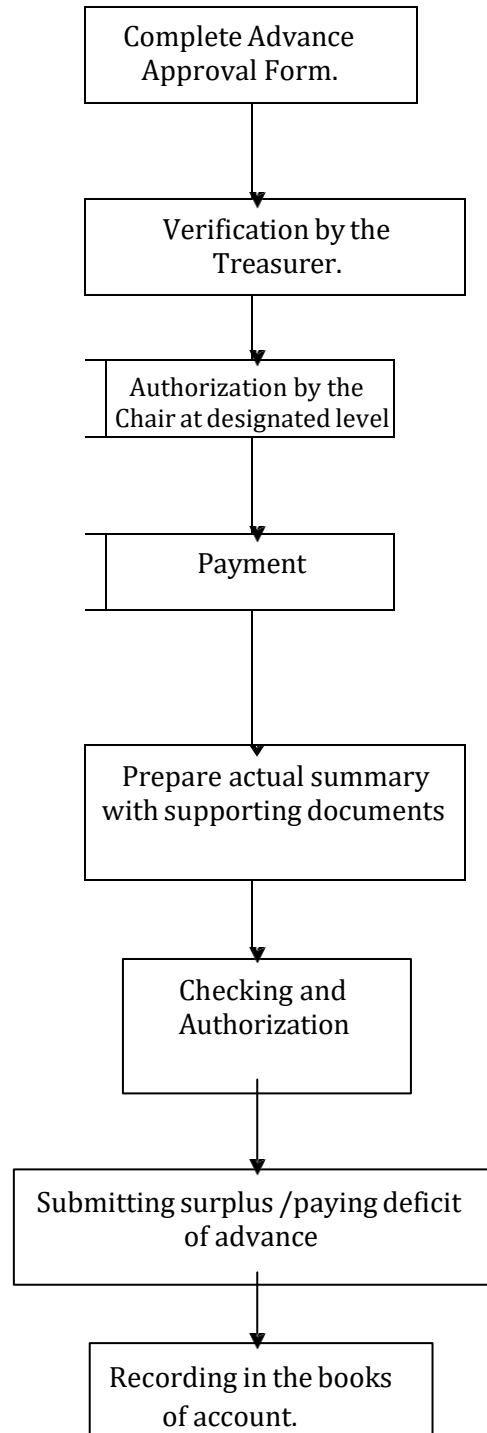 Complete Advance
Approval Form.
Verification by the
Treasurer.
Authorization by the
Chair at designated level
Payment
Prepare actual summary
with supporting documents
Checking and
Authorization
Submitting surplus /paying deficit
of advance
Recording in the books
of account.